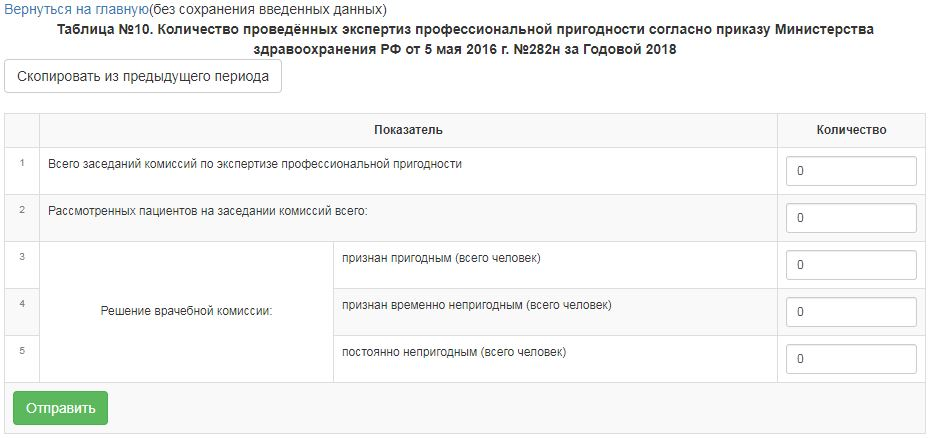 Вернуться на главную(без сохранения введенных данных)
Таблица №10. Количество проведённых экспертиз профессиональной пригодности согласно приказу Министерства
здравоохранения РФ от 5 мая 2016 г. №282н за Годовой 2018
Скопировать из предыдущего периода
Показатель Количество
1 Всего заседаний комиссий по экспертизе профессиональной пригодности 0
2 Рассмотренных пациентов на заседании комиссий всего: 0
3 признан пригодным (всего человек) 0
Решение врачебной комиссии:
4 признан временно непригодным (всего человек) 0
5 постоянно непригодным (всего человек) 0
Отправить